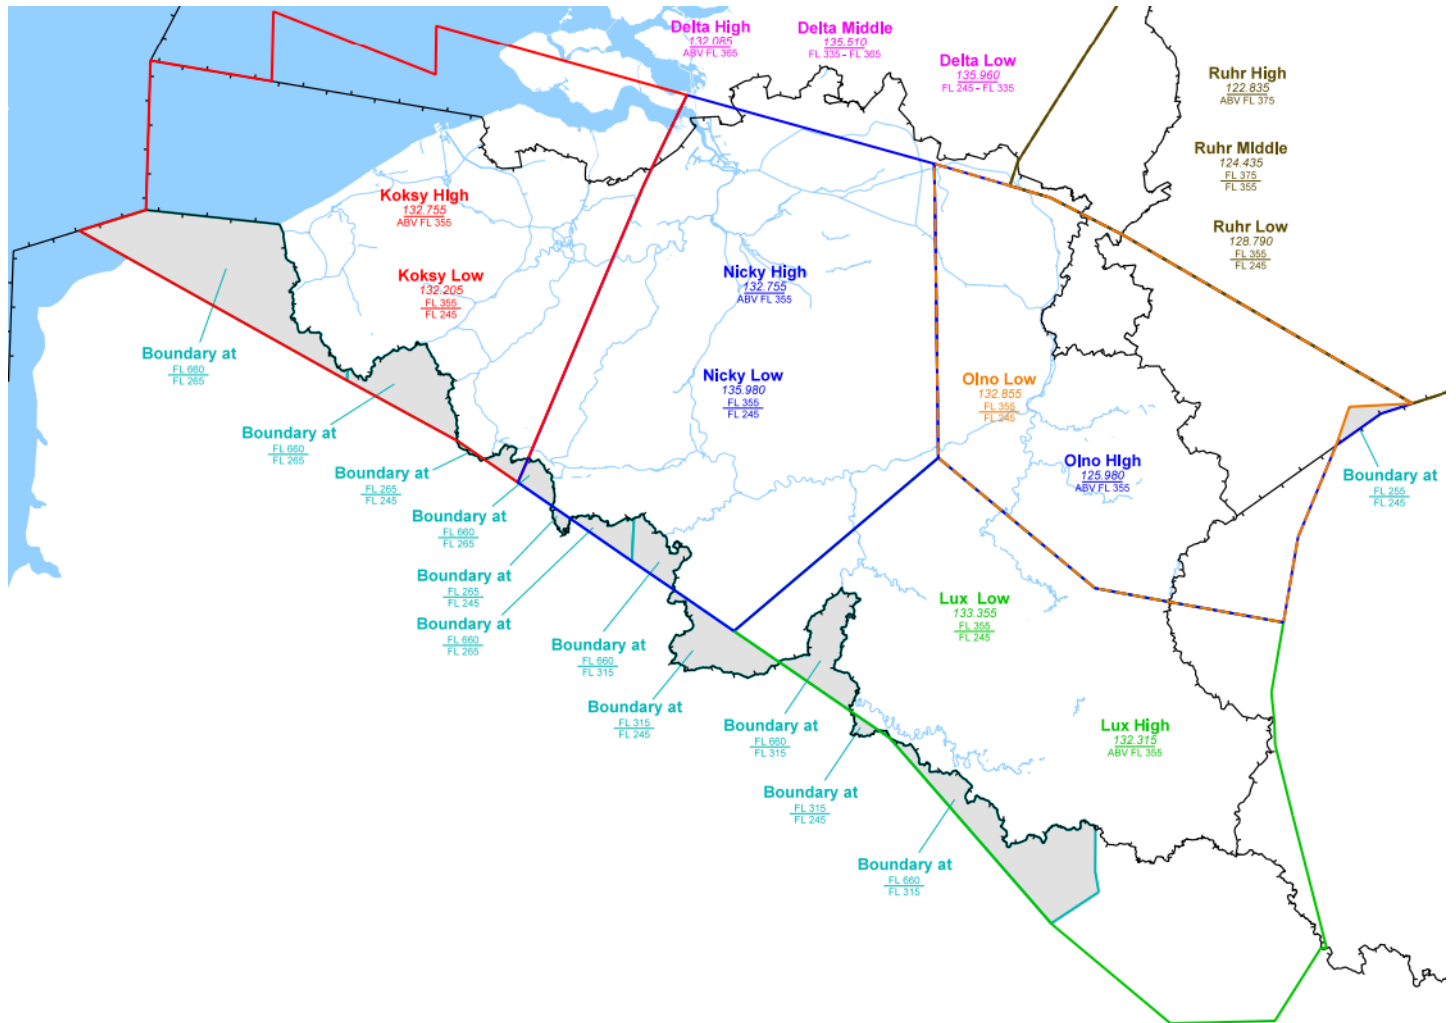 Delta High
132.085
ABV FL 365
Delta Middle
135.510
FL 335 - FL 365
Delta Low
135.960
FL 245 - FL 335
Ruhr High
122.835
ABV FL 375
Ruhr MIddle
124.435
FL 375
FL 355
Ruhr Low
128.790
FL 355
FL 245
Koksy HIgh
132.755
ABV FL 355
Koksy Low
132.205
FL 355
FL 245
Nicky High
132.755
ABV FL 355
Nicky Low
135.980
FL 355
FL 245
Olno Low
132.855
FL 355
FL 245
Olno HIgh
125.980
ABV FL 355
Boundary at
FL 660
FL 265
Boundary at
FL 660
FL 265
Boundary at
FL 265
FL 245
Boundary at
FL 660
FL 265
Boundary at
FL 265
FL 245
Boundary at
FL 660
FL 265
Boundary at
FL 660
FL 315
Boundary at
FL 315
FL 245
Boundary at
FL 660
FL 315
Boundary at
FL 315
FL 245
Boundary at
FL 660
FL 315
Boundary at
FL 255
FL 245
Lux Low
133.355
FL 355
FL 245
Lux High
132.315
ABV FL 355